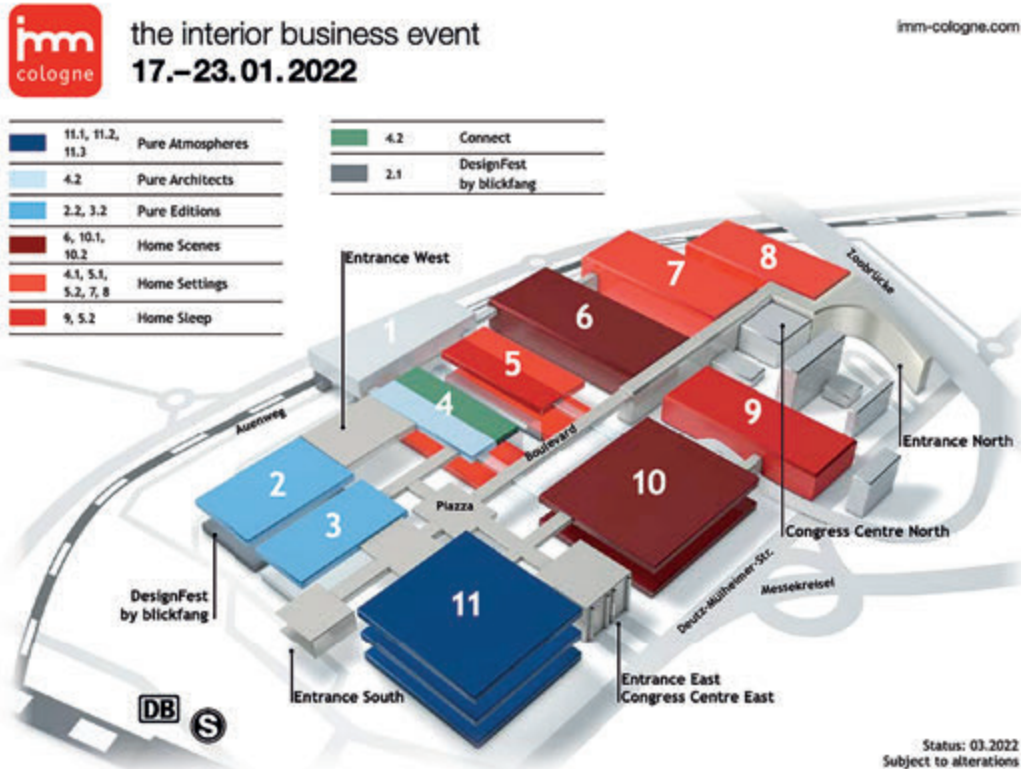 imm
cologne
the interior business event
17.–23.01.2022
imm-cologne.com
11.1, 11.2,
11.3
Pure Atmospheres
4.2 Pure Architects
2.2, 3.2 Pure Editions
6, 10.1,
10.2
Home Scenes
4.1, 5.1,
5.2, 7, 8
Home Settings
9, 5.2 Home Sleep
4.2 Connect
2.1
DesignFest
by blickfang
Entrance West
8
7
Zoobrücke
6
1
5
4
9
Auenweg
Boulevard
Entrance North
2
10
3
Piazza
Congress Centre North
DesignFest
by blickfang
11
Deutz-Mülheimer-Str.
Messekreisel
Entrance South
Entrance East
Congress Centre East
DB
S
Status: 03.2022
Subject to alterations